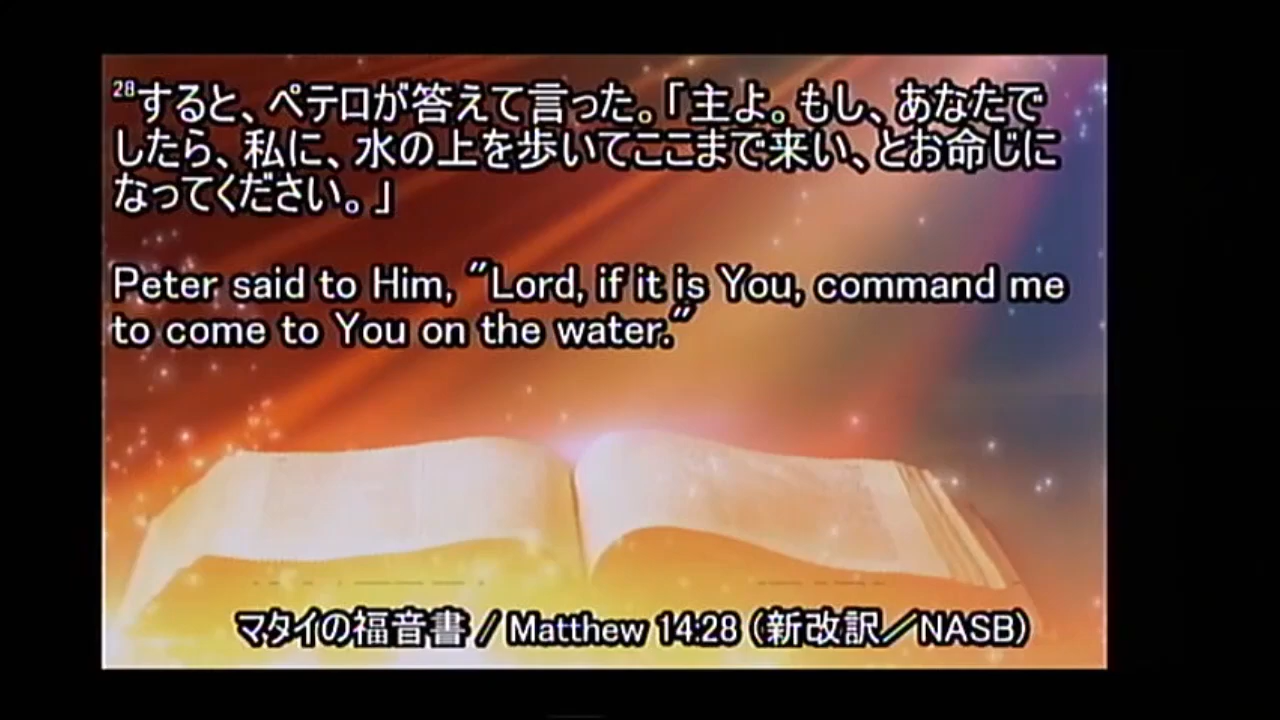 28すると、ペテロが答えて言った。「主よ。もし、あなたで
したら、私に、水の上を歩いてここまで来い、とお命じに
なってください。」
Peter said to Him, "Lord, if it is You, command me
to come to You on the water."
マタイの福音書 / Matthew 14:28 (新改訳／NASB)